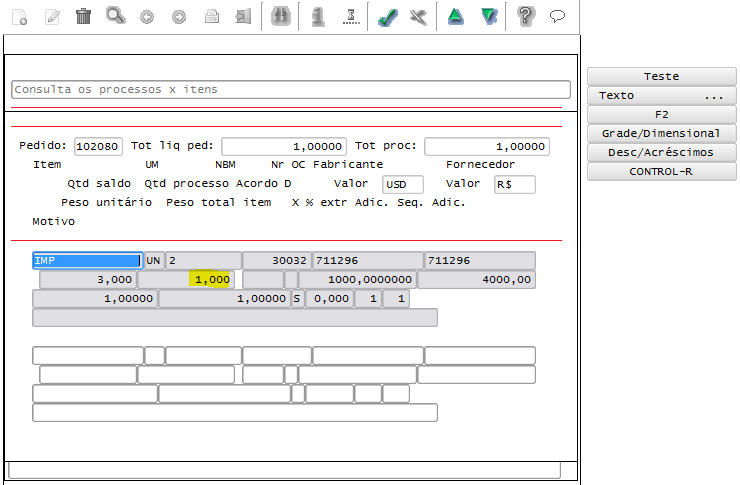 Consulta os processos x itens
Teste
Texto ...
F2
Grade/Dimensional
Desc/Acréscimos
CONTROL-R
Pedido: 102080 Tot liq ped: 1,00000 Tot proc: 1,00000
Item UM NBM Nr OC Fabricante Fornecedor
Qtd saldo Qtd processo Acordo D Valor USD Valor R$
Peso unitário Peso total item X % extr Adic. Seq. Adic.
Motivo
IMP UN 2 30032 711296 711296
3,000 1,000 1000,0000000 4000,00
1,00000 1,00000 S 0,000 1 1